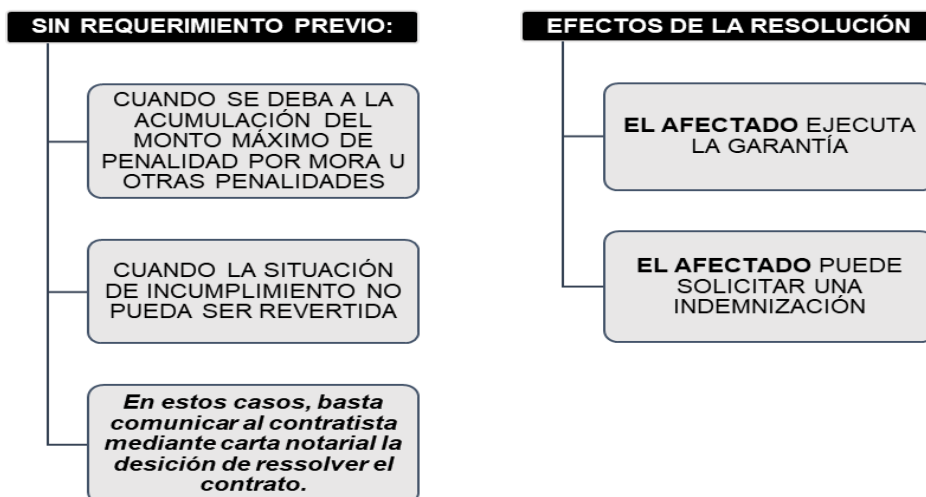 SIN REQUERIMIENTO PREVIO:
CUANDO SE DEBA A LA
ACUMULACIÓN DEL
MONTO MÁXIMO DE
PENALIDAD POR MORA U
OTRAS PENALIDADES
CUANDO LA SITUACIÓN
DE INCUMPLIMIENTO NO
PUEDA SER REVERTIDA
En estos casos, basta
comunicar al contratista
mediante carta notarial la
desición de ressolver el
contrato.
EFECTOS DE LA RESOLUCIÓN
EL AFECTADO EJECUTA
LA GARANTÍA
EL AFECTADO PUEDE
SOLICITAR UNA
INDEMNIZACIÓN